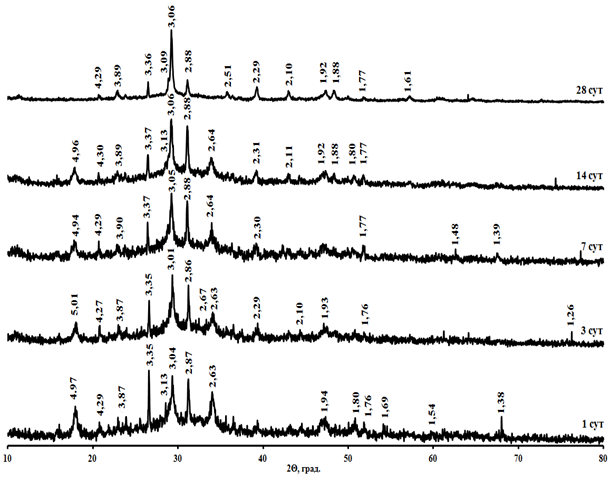 4,29 3,89 3,36 3,09 3,06 2,88 2,51 2,29 2,10 1,92 1,88 1,77 1,61
28 сут
4,96 4,30 3,89 3,37 3,13 3,06 2,88 2,64 2,31 2,11 1,92 1,88 1,80 1,77
14 сут
4,94 4,29 3,90 3,37 3,05 2,88 2,64 2,30 1,77 1,48 1,39
7 сут
5,01 4,27 3,87 3,35 3,01 2,86 2,67 2,63 2,29 2,10 1,93 1,76 1,26
3 сут
4,97 4,29 3,87 3,35 3,13 3,04 2,87 2,63 1,94 1,80 1,76 1,69 1,54 1,38
1 сут
10 20 30 40 50 60 70 80
2Θ, град.